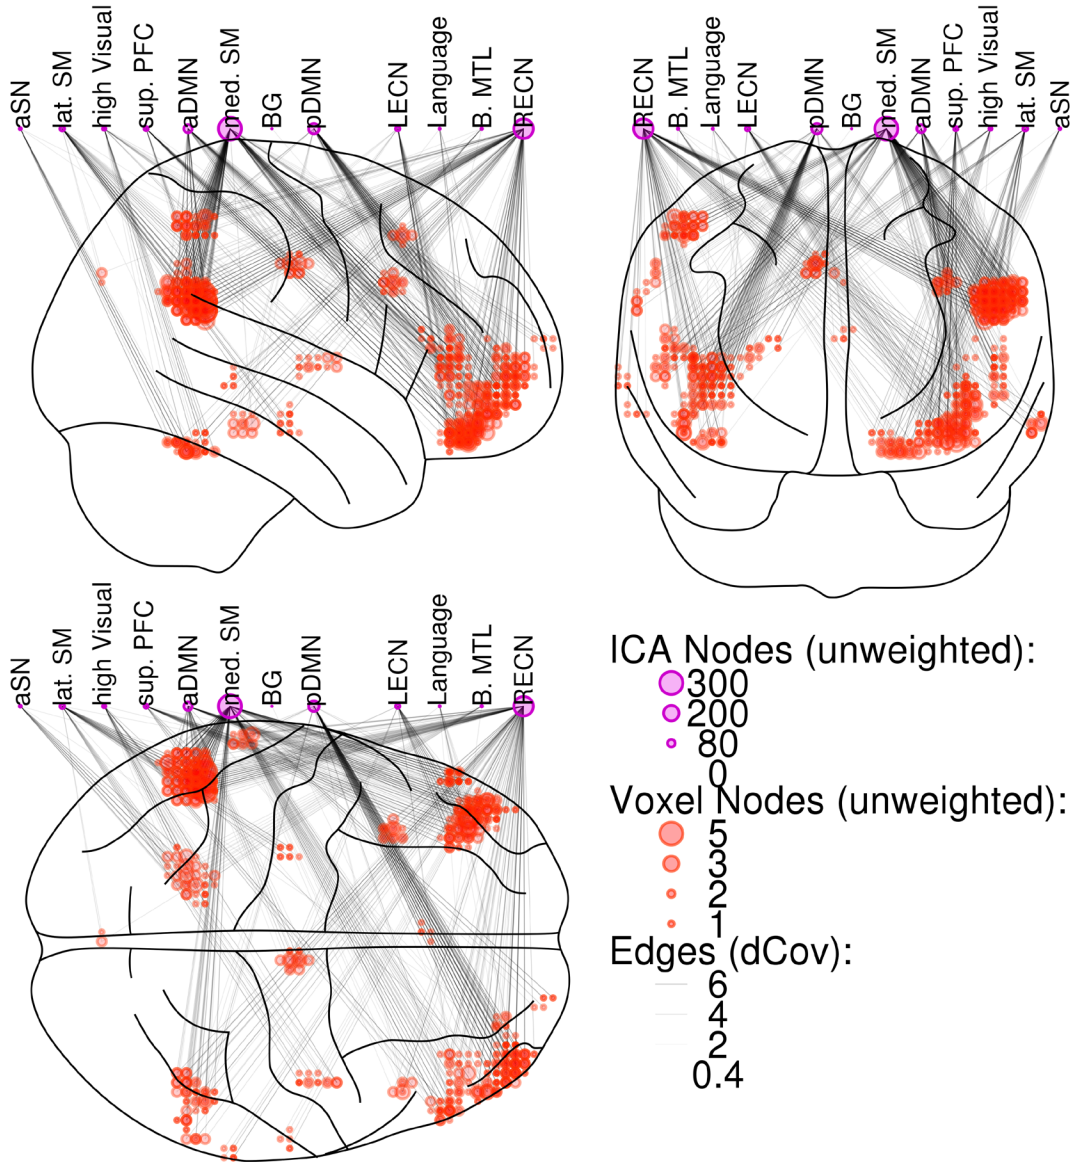 aSN
lat. SM
high Visual
sup. PFC
aDMN
med. SM
BG
pDMN
LECN
Language
B. MTL
RECN
RECN
B. MTL
Language
LECN
pDMN
BG
med. SM
aDMN
sup. PFC
high Visual
lat. SM
aSN
aSN
lat. SM
high Visual
sup. PFC
aDMN
med. SM
BG
pDMN
LECN
Language
B. MTL
RECN
ICA Nodes (unweighted):
300
200
80
0
Voxel Nodes (unweighted):
5
3
2
1
Edges (dCov):
6
4
2
0.4